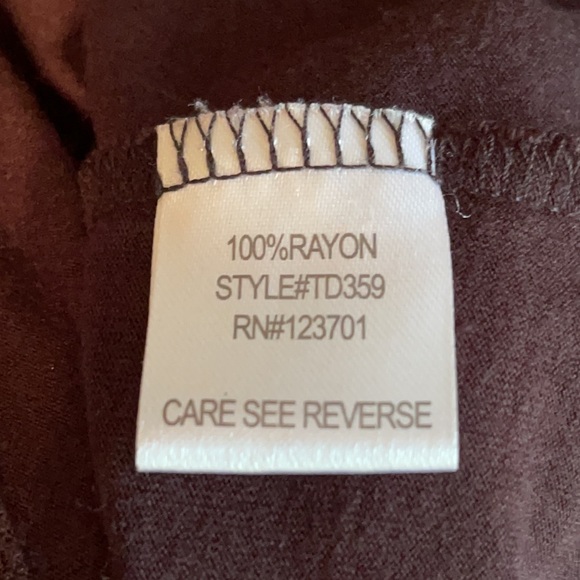 100%RAYON
STYLE#TD359
RN#123701
CARE SEE REVERSE